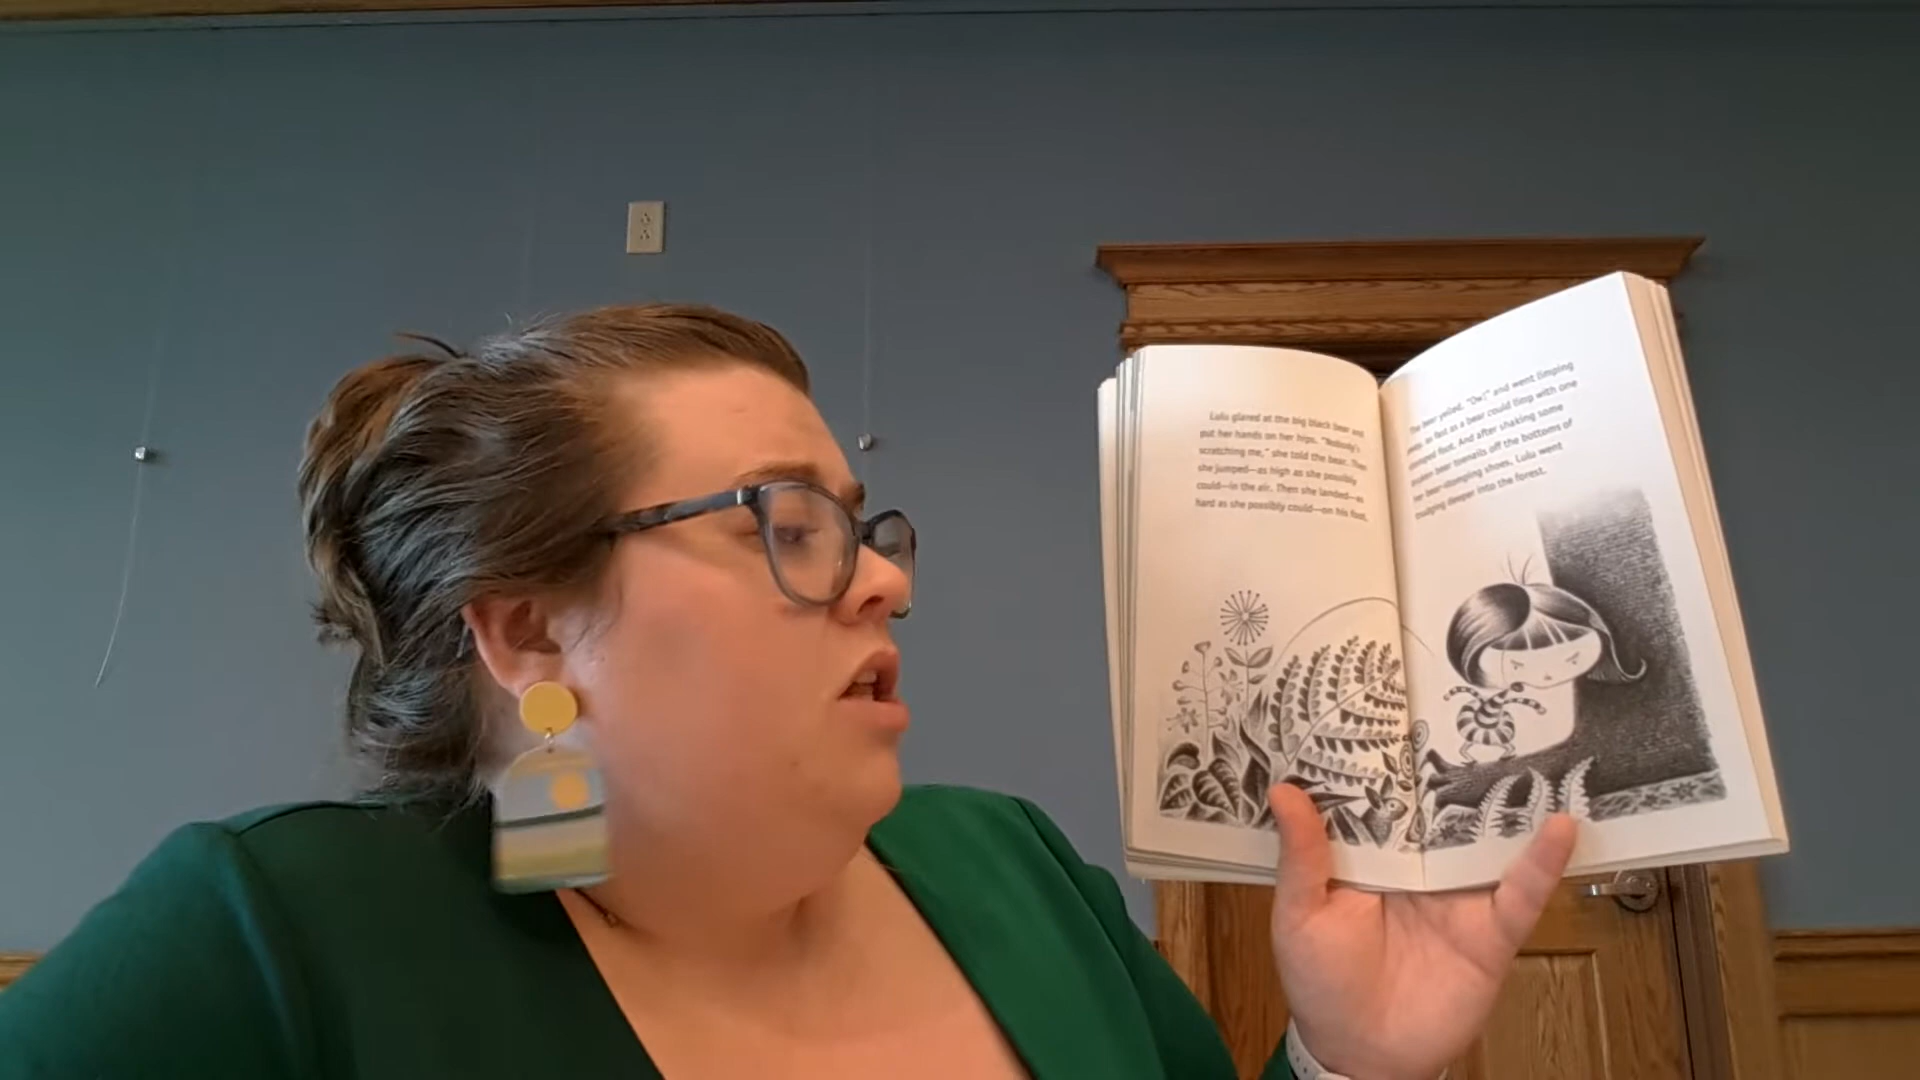 Lulu glared at the big black bear and
put her hands on her hips. "Nobody's
scratching me," she told the bear. Then
she jumped—as high as she possibly
could—in the air. Then she landed—as
hard as she possibly could—on his foot.
The bear yelled, "Ow!" and went limping
as fast as a bear could limp with one
stomped foot. And after shaking some
broken bear toenails off the bottoms of
her bear-stomping shoes, Lulu went
trudging deeper into the forest.